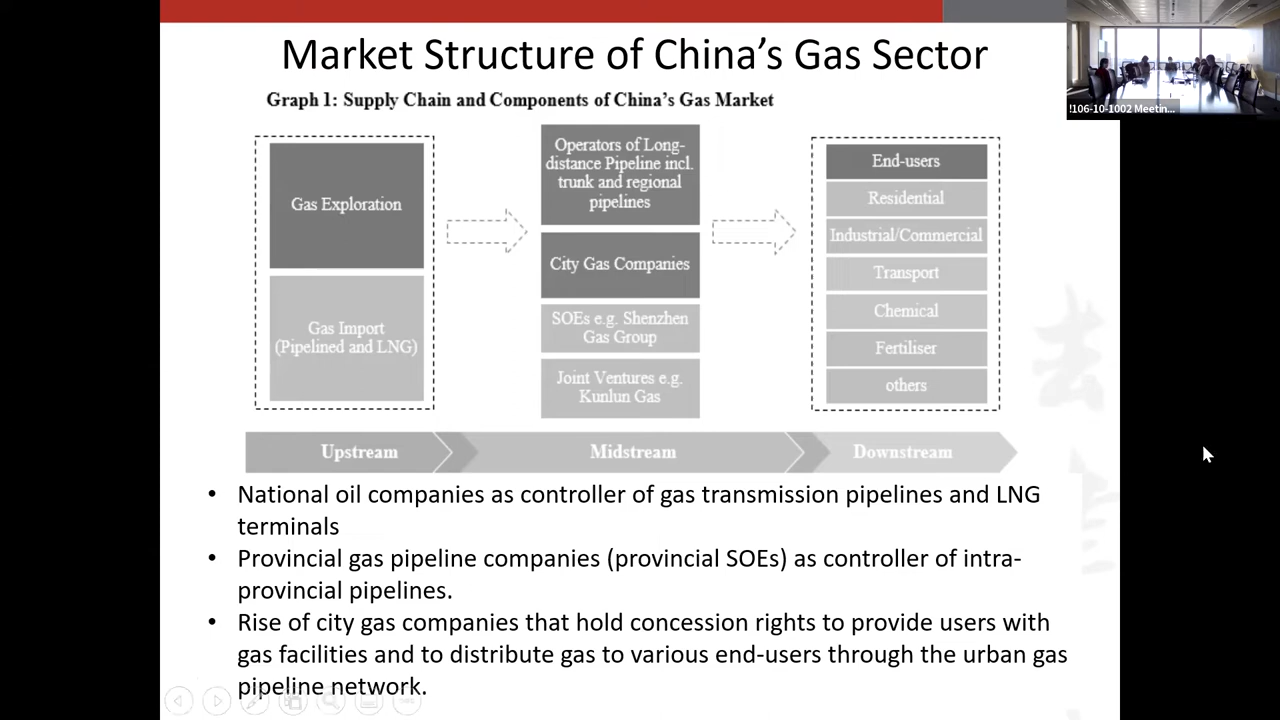 Market Structure of China's Gas Sector
Graph 1: Supply Chain and Components of China's Gas Market
!106-10-1002 Meetin...
Gas Exploration
Gas Import
(Pipelined and LNG)
Operators of Long-
distance Pipeline incl.
trunk and regional
pipelines
City Gas Companies
SOEs e.g. Shenzhen
Gas Group
Joint Ventures e.g.
Kunlun Gas
End-users
Residential
Industrial/Commercial
Transport
Chemical
Fertiliser
others
Upstream
Midstream
Downstream
• National oil companies as controller of gas transmission pipelines and LNG
terminals
• Provincial gas pipeline companies (provincial SOEs) as controller of intra-
provincial pipelines.
• Rise of city gas companies that hold concession rights to provide users with
gas facilities and to distribute gas to various end-users through the urban gas
pipeline network.